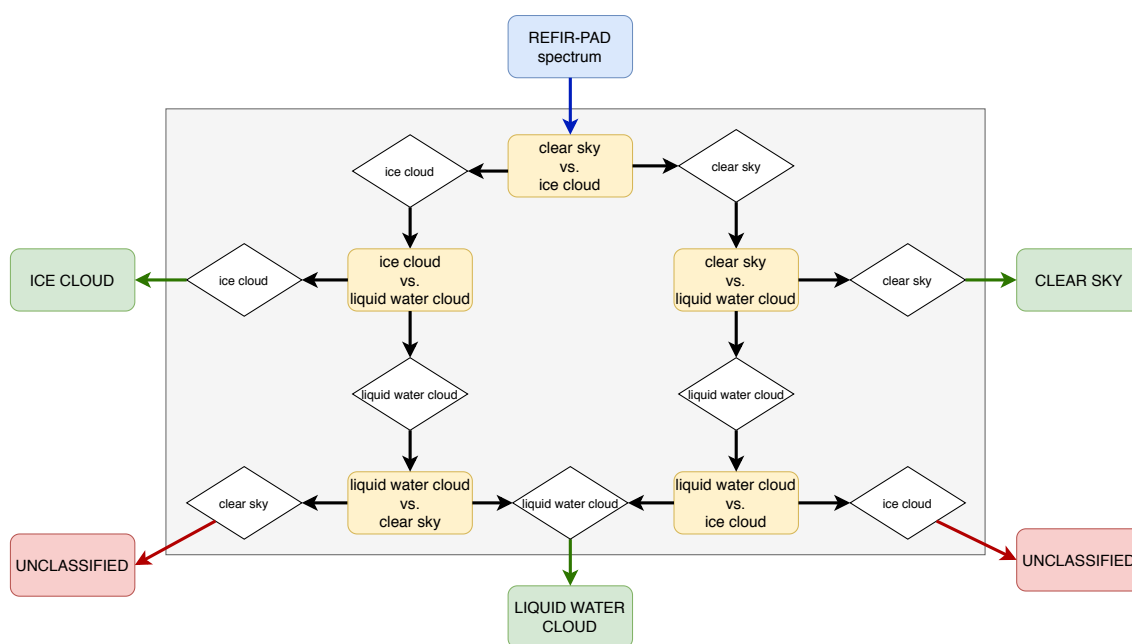 REFIR-PAD
spectrum
clear sky
vs.
ice cloud
ice cloud
clear sky
ice cloud
vs.
liquid water cloud
clear sky
vs.
liquid water cloud
ICE CLOUD
ice cloud
clear sky
CLEAR SKY
liquid water cloud
liquid water cloud
liquid water cloud
vs.
clear sky
liquid water cloud
vs.
ice cloud
clear sky
liquid water cloud
ice cloud
UNCLASSIFIED
UNCLASSIFIED
LIQUID WATER
CLOUD